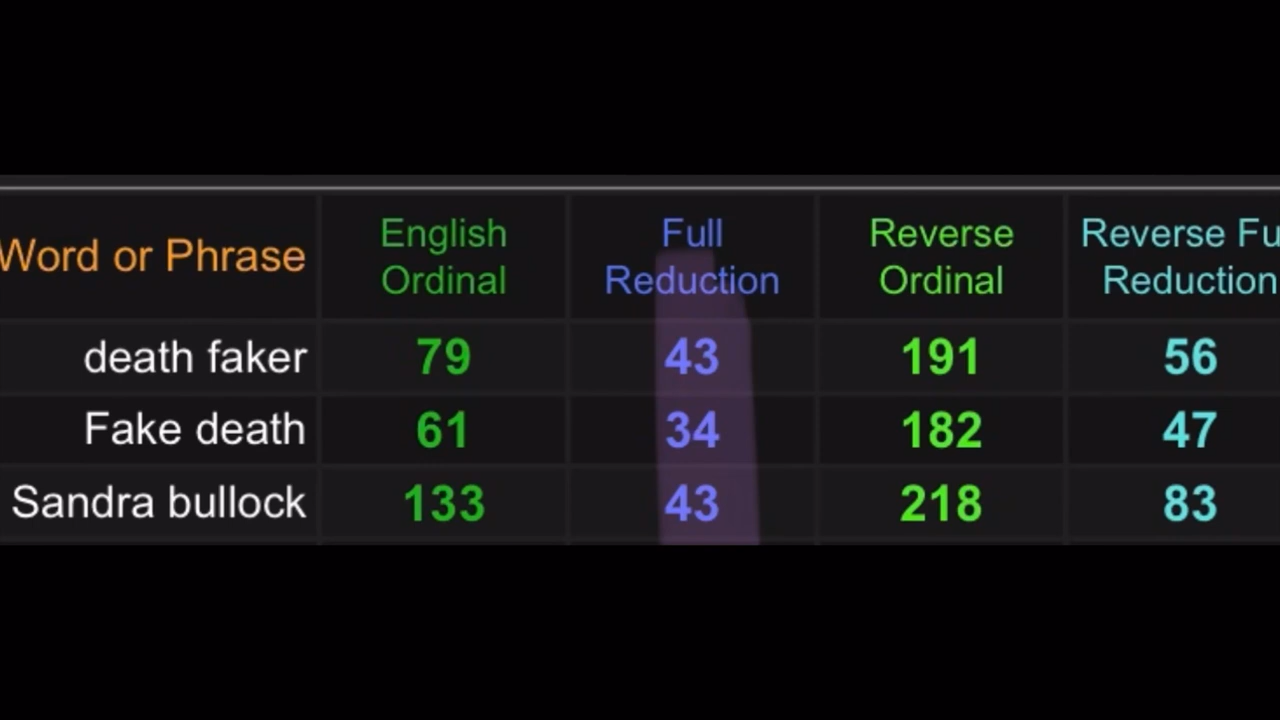 Word or Phrase English Ordinal Full Reduction Reverse Ordinal Reverse Fu Reduction
death faker 79 43 191 56
Fake death 61 34 182 47
Sandra bullock 133 43 218 83